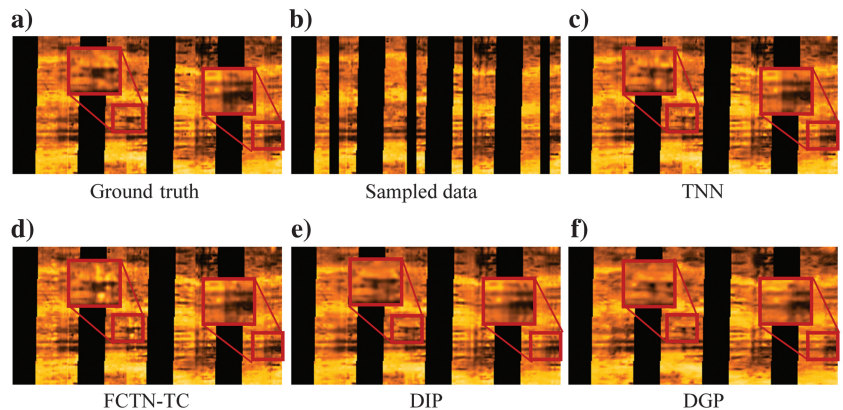 a) b) c)
Ground truth Sampled data TNN
d) e) f)
FCTN-TC DIP DGP